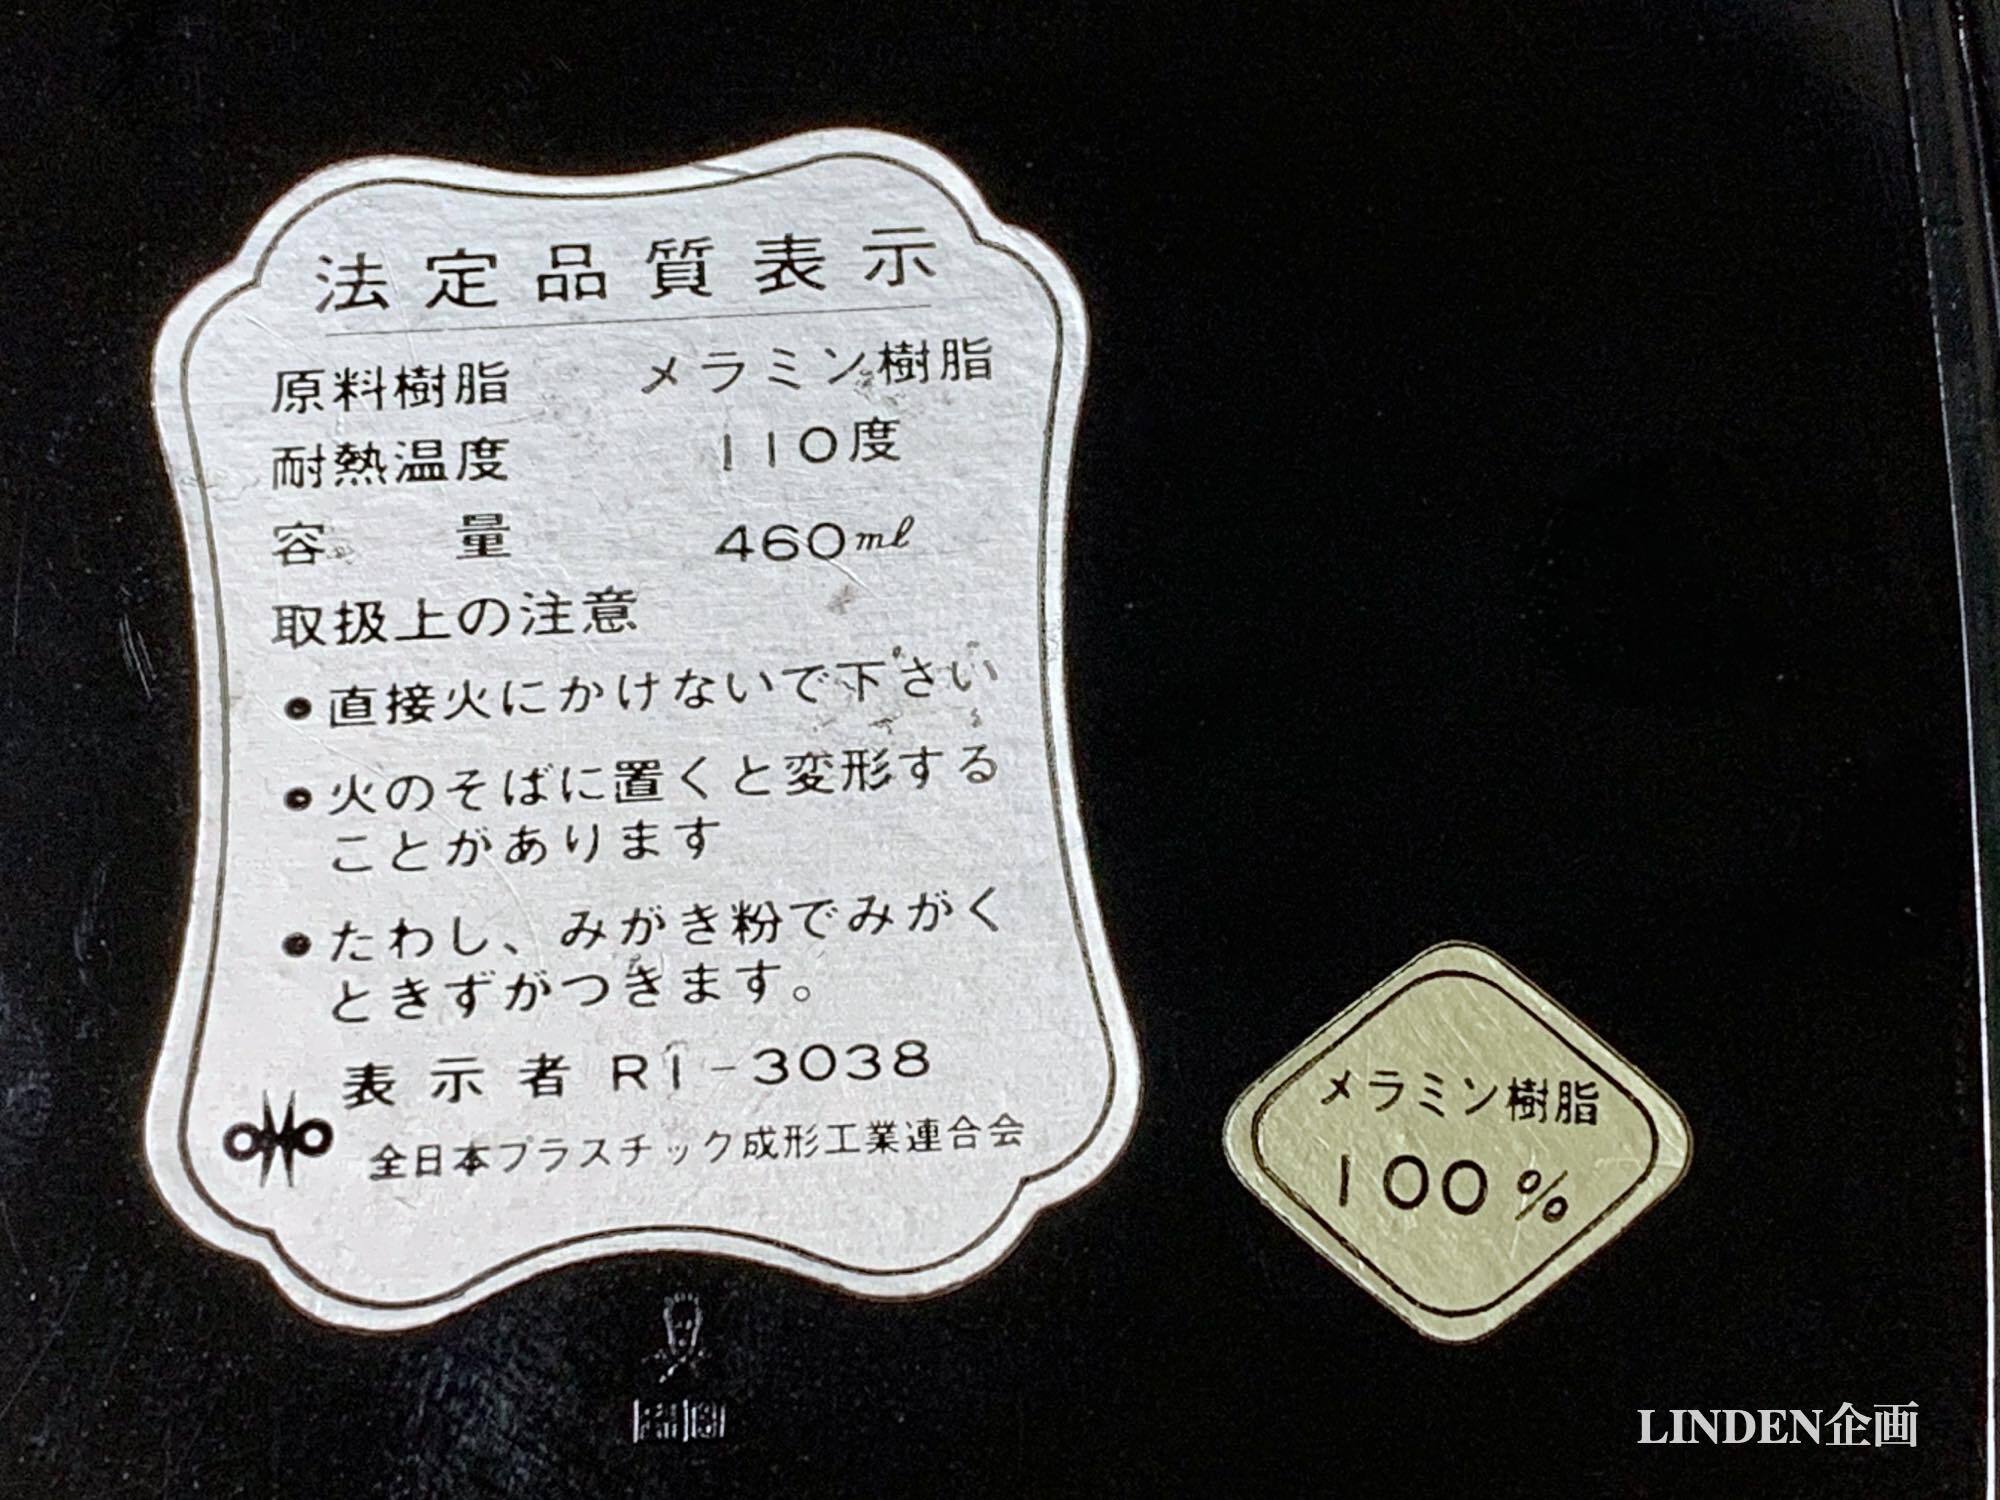 法定品質表示
原料樹脂 メラミン樹脂
耐熱温度 110度
容量 460ml
取扱上の注意
●直接火にかけないで下さい
●火のそばに置くと変形する
ことがあります
●たわし、みがき粉でみがく
ときずがつきます。
表示者 RI-3038
全日本プラスチック成形工業連合会
メラミン樹脂
100%
LINDEN企画